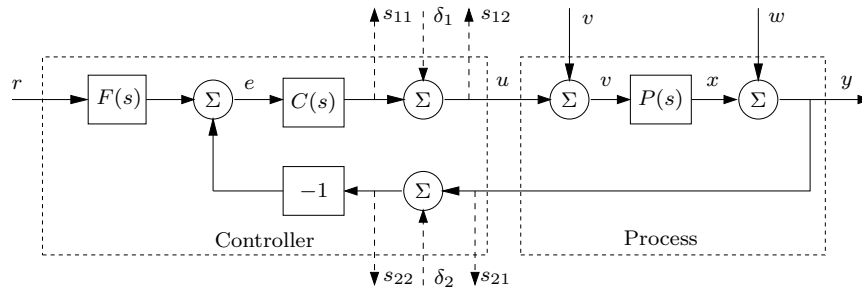 s₁₁ δ₁ s₁₂ v w
r F(s) Σ e C(s) Σ u Σ v P(s) x Σ y
−1 Σ
Controller Process
s₂₂ δ₂ s₂₁